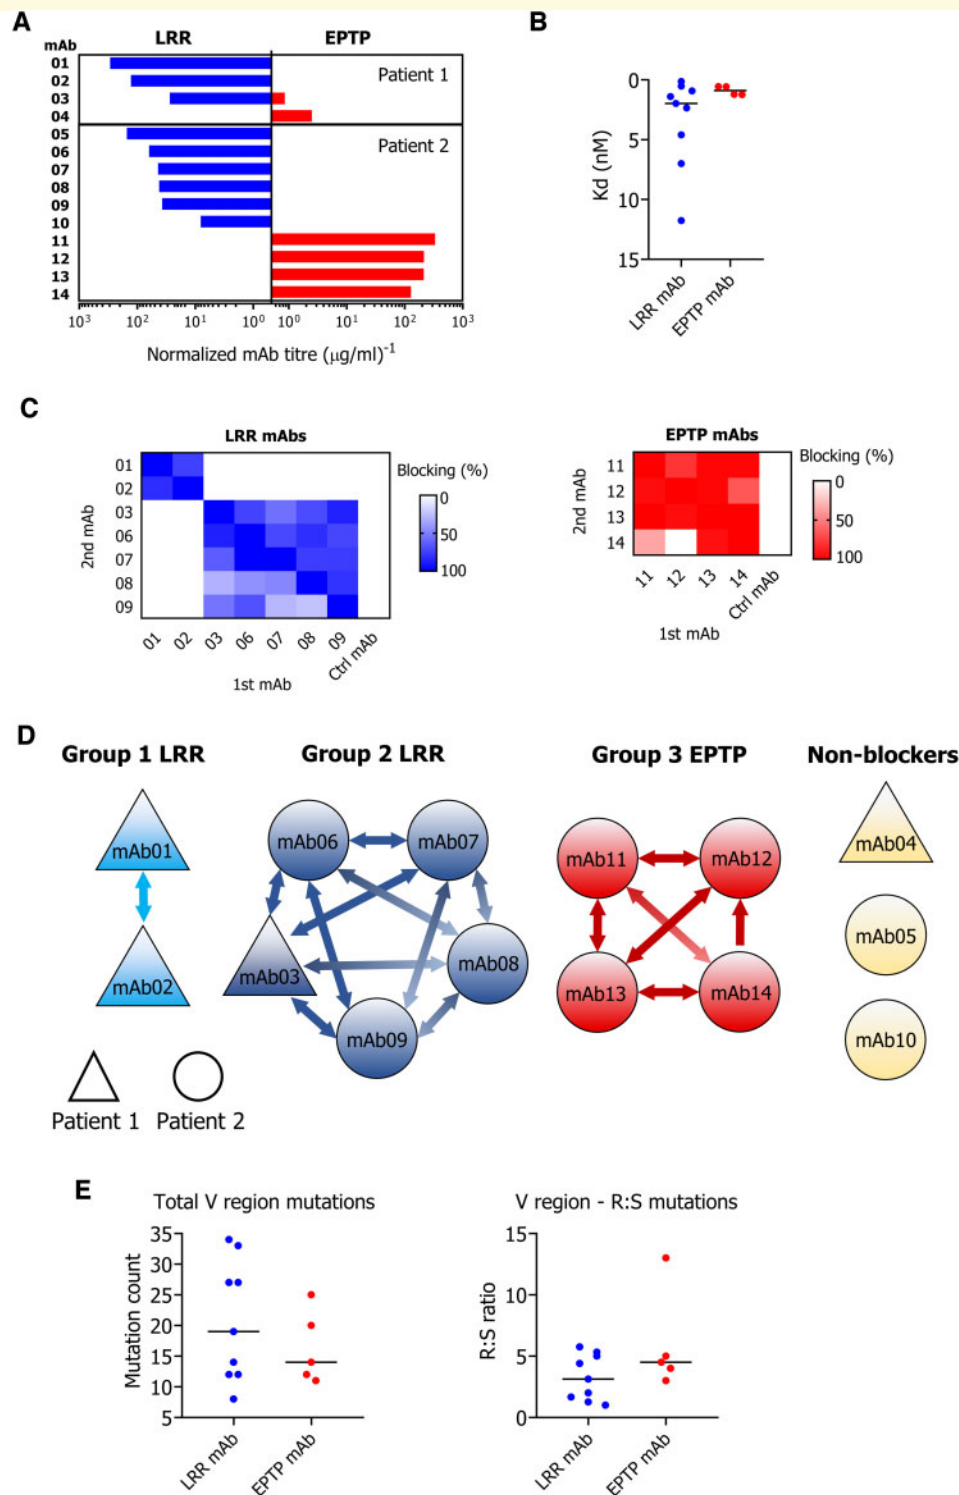 A
B
mAb
LRR
EPTP
01
02
03
04
05
06
07
08
09
10
11
12
13
14
Patient 1
Patient 2
10³ 10² 10¹ 10⁰ 10⁰ 10¹ 10² 10³
Normalized mAb titre (μg/ml)⁻¹
Kd (nM)
0
5
10
15
LRR mAb
EPTP mAb
C
LRR mAbs
2nd mAb
01
02
03
06
07
08
09
01 02 03 06 07 08 09 Ctrl mAb
1st mAb
Blocking (%)
0
50
100
EPTP mAbs
2nd mAb
11
12
13
14
11 12 13 14 Ctrl mAb
1st mAb
Blocking (%)
0
50
100
D
Group 1 LRR
Group 2 LRR
Group 3 EPTP
Non-blockers
mAb01
mAb02
mAb06
mAb07
mAb03
mAb08
mAb09
mAb11
mAb12
mAb13
mAb14
mAb04
mAb05
mAb10
Patient 1
Patient 2
E
Total V region mutations
Mutation count
35
30
25
20
15
10
5
LRR mAb
EPTP mAb
V region - R:S mutations
R:S ratio
15
10
5
0
LRR mAb
EPTP mAb